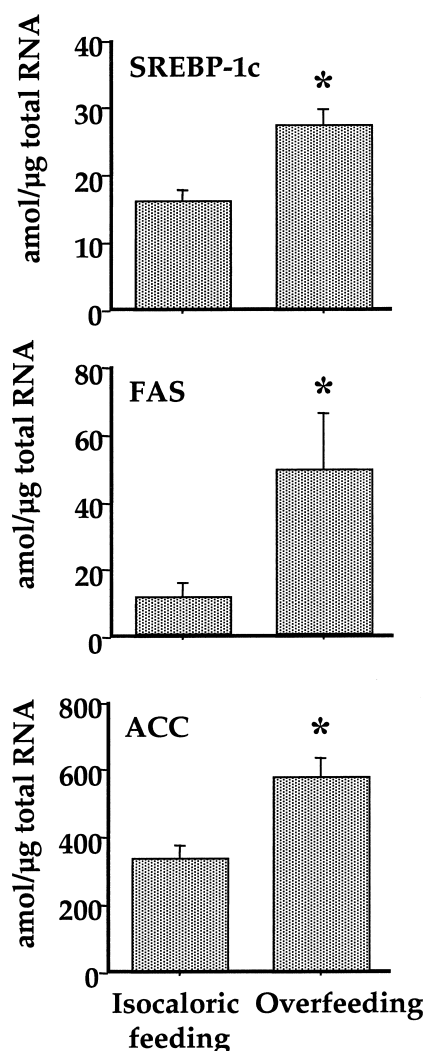 amol/μg total RNA
40
30
20
10
0
SREBP-1c
*
amol/μg total RNA
80
60
40
20
0
FAS
*
amol/μg total RNA
800
600
400
200
0
ACC
*
Isocaloric feeding
Overfeeding